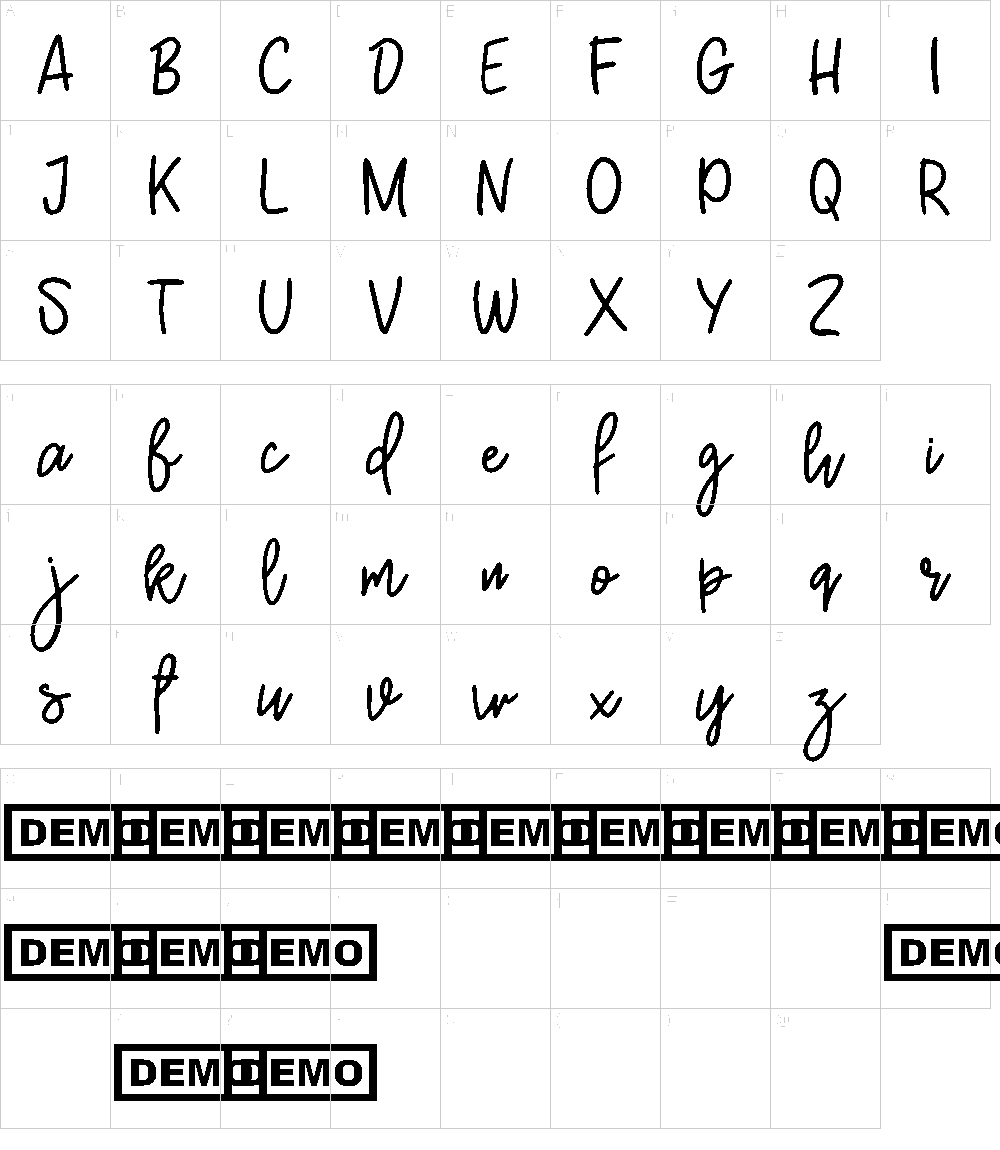 A B C D E F G H I
J K L M N O P Q R
S T U V W X Y Z
a b c d e f g h i
j k l m n o p q r
s t u v w x y z
DEMO DEMO DEMO DEMO DEMO DEMO DEMO DEMO DEMO
DEMO DEMO DEMO DEMO
DEMO DEMO